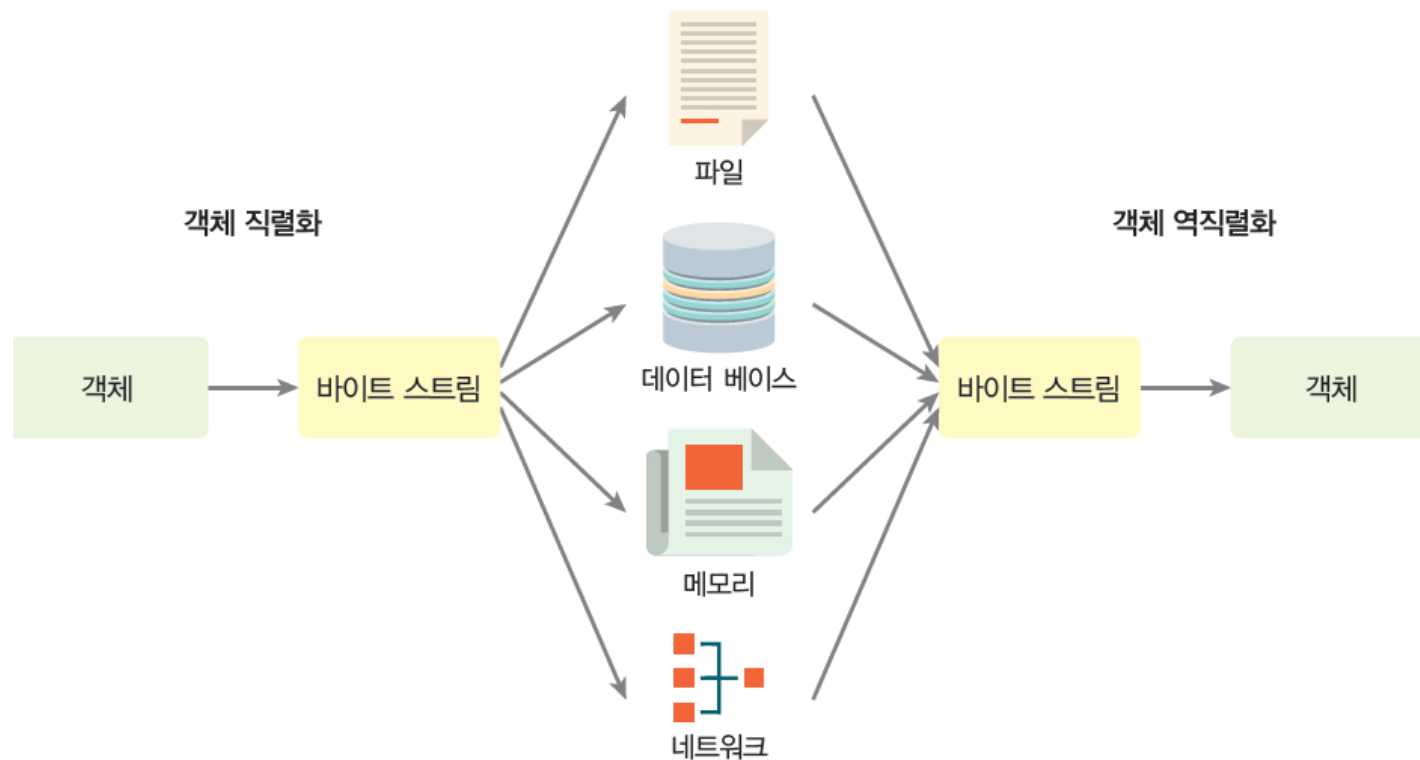 파일
객체 직렬화
객체 역직렬화
객체
바이트 스트림
데이터 베이스
바이트 스트림
객체
메모리
네트워크